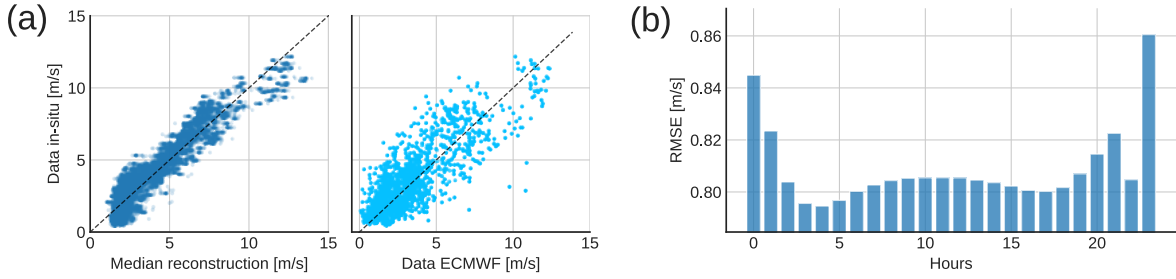 (a)
15
10
5
0
Data in-situ [m/s]
0 5 10 15
Median reconstruction [m/s]
0 5 10 15
Data ECMWF [m/s]
(b)
0.86
0.84
0.82
0.80
RMSE [m/s]
0 5 10 15 20
Hours